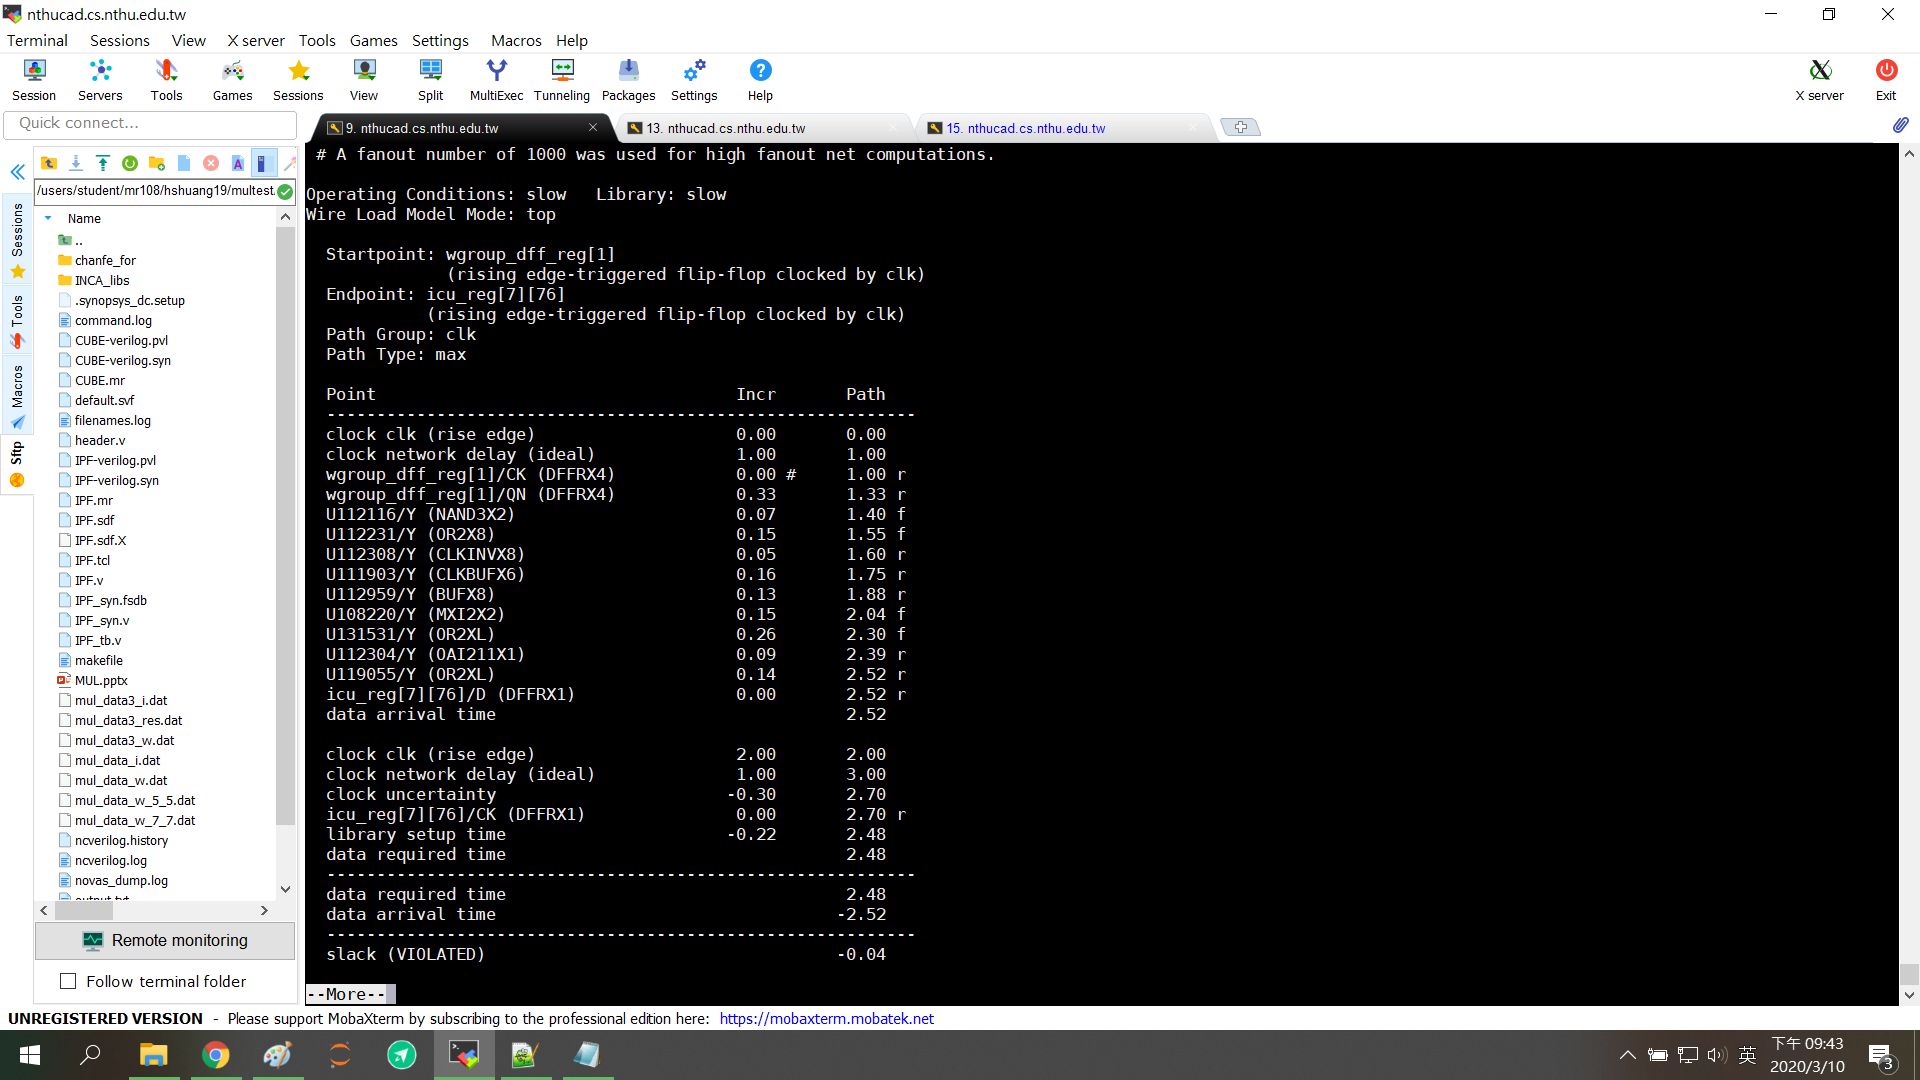 nthucad.cs.nthu.edu.tw
Terminal Sessions View X server Tools Games Settings Macros Help
Session Servers Tools Games Sessions View Split MultiExec Tunneling Packages Settings Help X server Exit
Quick connect...
9. nthucad.cs.nthu.edu.tw 13. nthucad.cs.nthu.edu.tw 15. nthucad.cs.nthu.edu.tw
Sessions
Tools
Macros
Sftp
/users/student/mr108/hshuang19/multest
Name
..
chanfe_for
INCA_libs
.synopsys_dc.setup
command.log
CUBE-verilog.pvl
CUBE-verilog.syn
CUBE.mr
default.svf
filenames.log
header.v
IPF-verilog.pvl
IPF-verilog.syn
IPF.mr
IPF.sdf
IPF.sdf.X
IPF.tcl
IPF.v
IPF_syn.fsdb
IPF_syn.v
IPF_tb.v
makefile
MUL.pptx
mul_data3_i.dat
mul_data3_res.dat
mul_data3_w.dat
mul_data_i.dat
mul_data_w.dat
mul_data_w_5_5.dat
mul_data_w_7_7.dat
ncverilog.history
ncverilog.log
novas_dump.log
Remote monitoring
Follow terminal folder
# A fanout number of 1000 was used for high fanout net computations.
Operating Conditions: slow Library: slow
Wire Load Model Mode: top
Startpoint: wgroup_dff_reg[1]
(rising edge-triggered flip-flop clocked by clk)
Endpoint: icu_reg[7][76]
(rising edge-triggered flip-flop clocked by clk)
Path Group: clk
Path Type: max
Point Incr Path
-----------------------------------------------------------
clock clk (rise edge) 0.00 0.00
clock network delay (ideal) 1.00 1.00
wgroup_dff_reg[1]/CK (DFFRX4) 0.00 # 1.00 r
wgroup_dff_reg[1]/QN (DFFRX4) 0.33 1.33 r
U112116/Y (NAND3X2) 0.07 1.40 f
U112231/Y (OR2X8) 0.15 1.55 f
U112308/Y (CLKINVX8) 0.05 1.60 r
U111903/Y (CLKBUFX6) 0.16 1.75 r
U112959/Y (BUFX8) 0.13 1.88 r
U108220/Y (MXI2X2) 0.15 2.04 f
U131531/Y (OR2XL) 0.26 2.30 f
U112304/Y (OAI211X1) 0.09 2.39 r
U119055/Y (OR2XL) 0.14 2.52 r
icu_reg[7][76]/D (DFFRX1) 0.00 2.52 r
data arrival time 2.52
clock clk (rise edge) 2.00 2.00
clock network delay (ideal) 1.00 3.00
clock uncertainty -0.30 2.70
icu_reg[7][76]/CK (DFFRX1) 0.00 2.70 r
library setup time -0.22 2.48
data required time 2.48
-----------------------------------------------------------
data required time 2.48
data arrival time -2.52
-----------------------------------------------------------
slack (VIOLATED) -0.04
--More--
UNREGISTERED VERSION - Please support MobaXterm by subscribing to the professional edition here: https://mobaxterm.mobatek.net
英
下午 09:43
2020/3/10
3